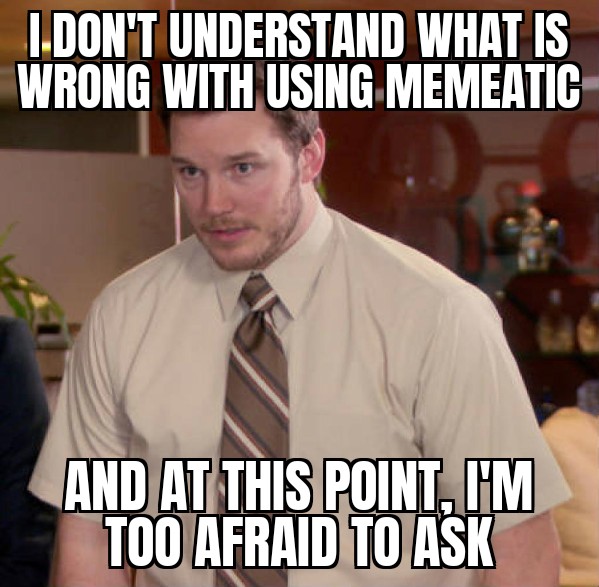 I DON'T UNDERSTAND WHAT IS
WRONG WITH USING MEMEATIC
AND AT THIS POINT, I'M
TOO AFRAID TO ASK